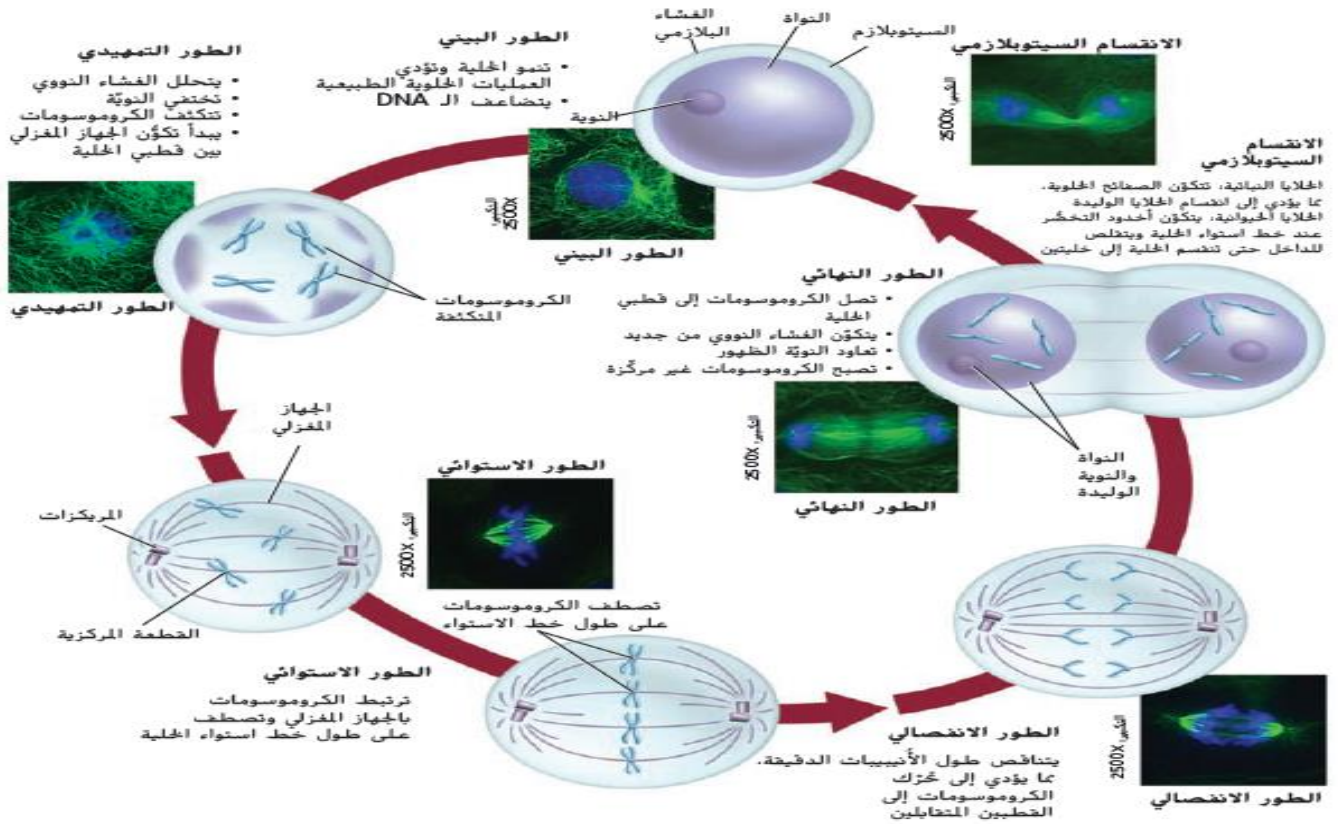 الطور التمهيدي
• يتحلل الغشاء النووي
• تختفي النويّة
• تتكثف الكروموسومات
• يبدأ تكوُّن الجهاز المغزلي
بين قطبي الخلية
الطور التمهيدي
الكروموسومات
المتكثفة
الطور البيني
• تنمو الخلية وتؤدي
العمليات الخلوية الطبيعية
• يتضاعف الـ DNA
التكبير: 2500X
الطور البيني
الغشاء
البلازمي
النواة
السيتوبلازم
النوية
الانقسام السيتوبلازمي
التكبير: 2500X
الانقسام
السيتوبلازمي
الخلايا النباتية، تتكوّن الصفائح الخلوية،
مما يؤدي إلى انقسام الخلايا الوليدة
الخلايا الحيوانية، يتكوّن أخدود التخصُّر
عند خط استواء الخلية ويتقلص
للداخل حتى تنقسم الخلية إلى خليتين
الطور النهائي
• تصل الكروموسومات إلى قطبي
الخلية
• يتكوّن الغشاء النووي من جديد
• تعاود النويّة الظهور
• تصبح الكروموسومات غير مركّزة
التكبير: 2500X
الطور النهائي
النواة
والنوية
الوليدة
الجهاز
المغزلي
المريكزات
القطعة المركزية
الطور الاستوائي
التكبير: 2500X
تصطف الكروموسومات
على طول خط الاستواء
الطور الاستوائي
ترتبط الكروموسومات
بالجهاز المغزلي وتصطف
على طول خط استواء الخلية
الطور الانفصالي
يتناقص طول الأنيبيبات الدقيقة،
مما يؤدي إلى تحرّك
الكروموسومات إلى
القطبين المتقابلين
التكبير: 2500X
الطور الانفصالي